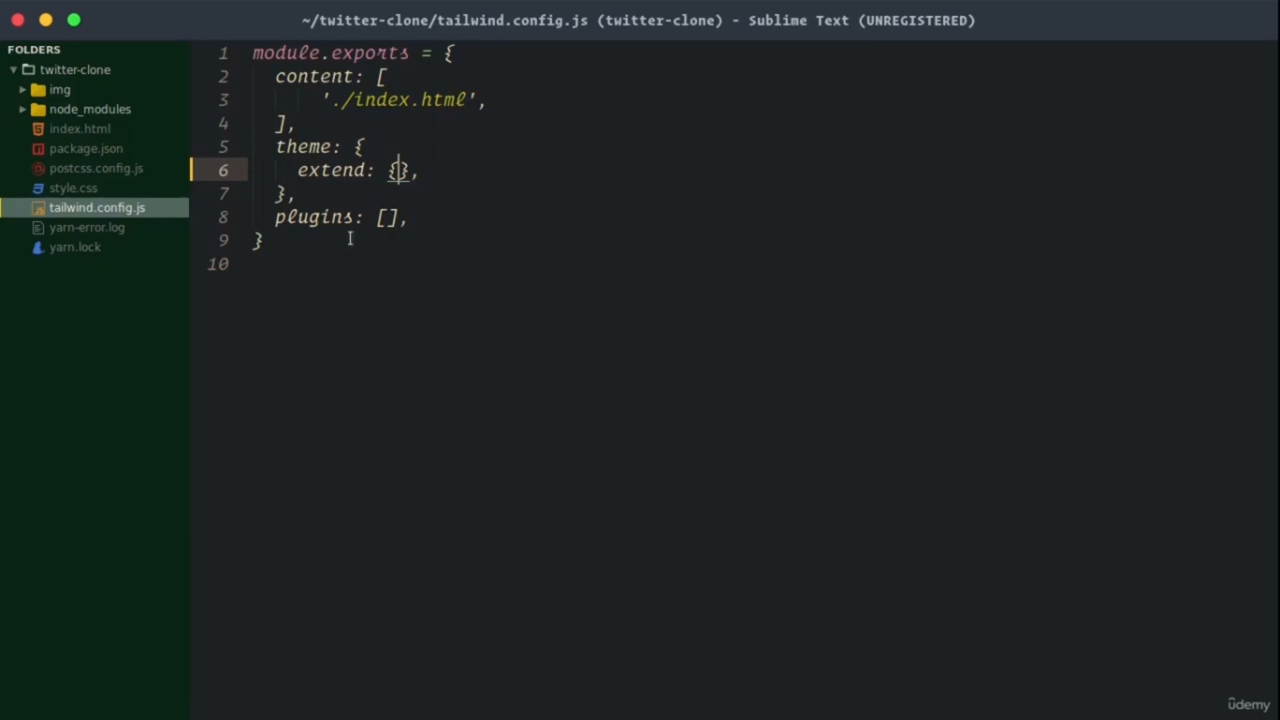 ~/twitter-clone/tailwind.config.js (twitter-clone) - Sublime Text (UNREGISTERED)
FOLDERS
twitter-clone
img
node_modules
index.html
package.json
postcss.config.js
style.css
tailwind.config.js
yarn-error.log
yarn.lock
1 module.exports = {
2 content: [
3 './index.html',
4 ],
5 theme: {
6 extend: {},
7 },
8 plugins: [],
9 }
10
ûdemy